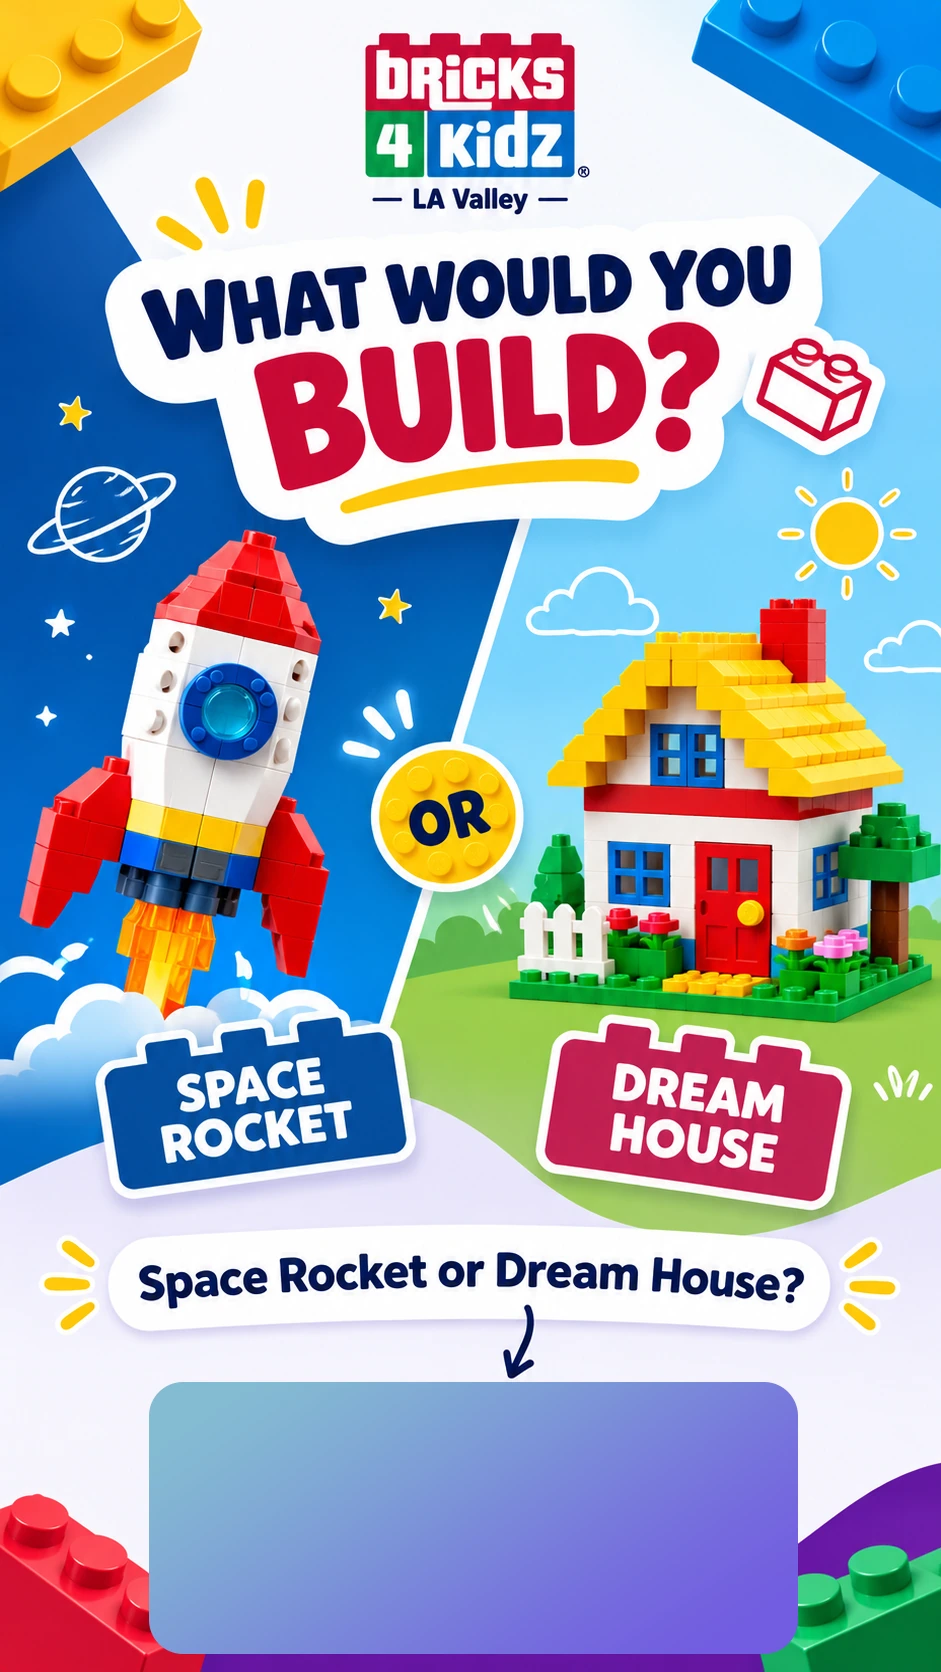 bRicks
4 Kidz®
— LA Valley —
WHAT WOULD YOU
BUILD?
OR
SPACE
ROCKET
DREAM
HOUSE
Space Rocket or Dream House?